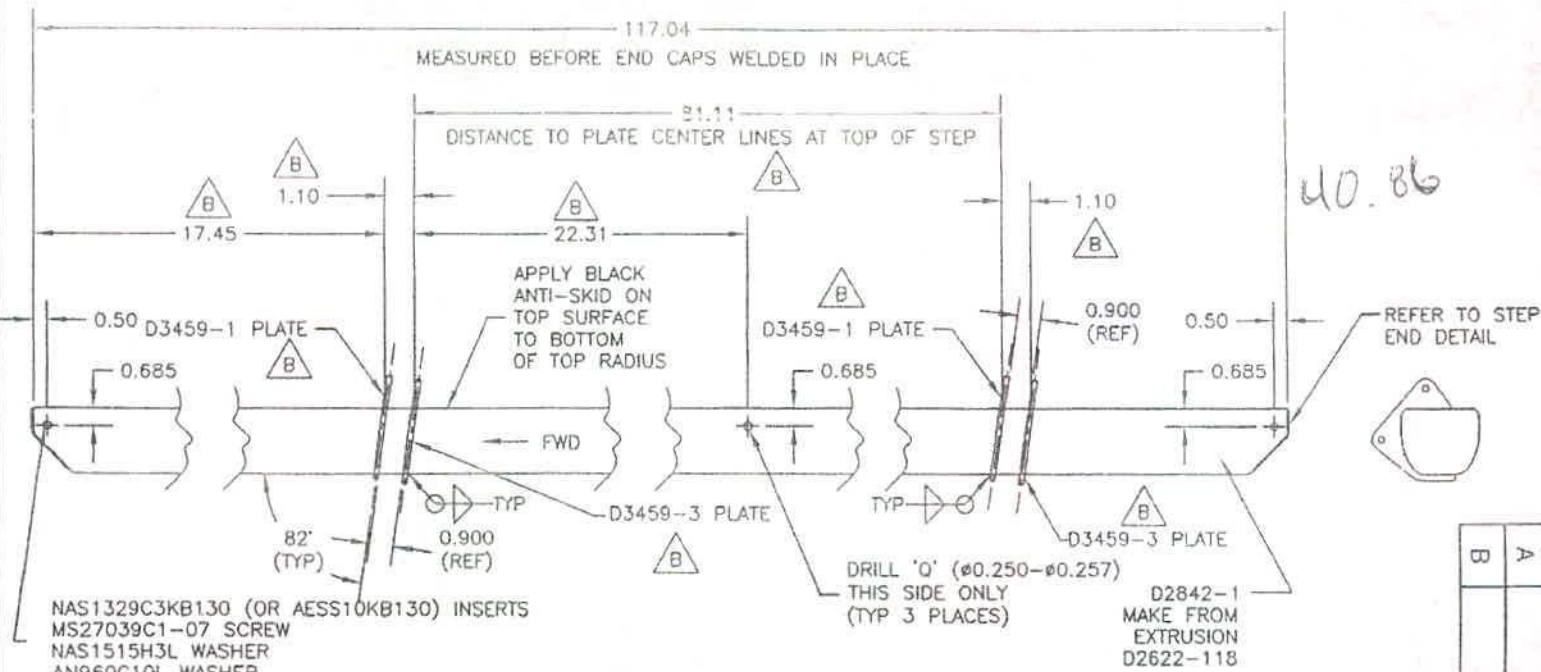 117.04
MEASURED BEFORE END CAPS WELDED IN PLACE
81.11
DISTANCE TO PLATE CENTER LINES AT TOP OF STEP
B
B
1.10
B
17.45
B
22.31
1.10
B
40.86
APPLY BLACK
ANTI-SKID ON
TOP SURFACE
TO BOTTOM
OF TOP RADIUS
B
0.50
D3459-1 PLATE
B
D3459-1 PLATE
0.900
(REF)
0.50
REFER TO STEP
END DETAIL
0.685
0.685
0.685
FWD
TYP
D3459-3 PLATE
B
TYP
B
D3459-3 PLATE
82°
(TYP)
0.900
(REF)
DRILL 'Q' (ø0.250-ø0.257)
THIS SIDE ONLY
(TYP 3 PLACES)
D2842-1
MAKE FROM
EXTRUSION
D2622-118
NAS1329C3KB130 (OR AESS10KB130) INSERTS
MS27039C1-07 SCREW
NAS1515H3L WASHER
AN960C10L WASHER
B
A